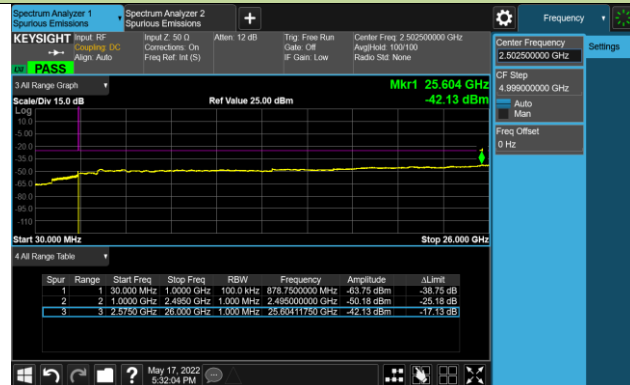 Spectrum Analyzer 1
Spurious Emissions
Spectrum Analyzer 2
Spurious Emissions
+
Frequency
KEYSIGHT
Input: RF
Coupling: DC
Align: Auto
Input Z: 50 Ω
Corrections: On
Freq Ref: Int (S)
Atten: 12 dB
Trig: Free Run
Gate: Off
IF Gain: Low
Center Freq: 2.502500000 GHz
Avg|Hold: 100/100
Radio Std: None
PASS
Center Frequency
2.502500000 GHz
Settings
CF Step
4.999000000 GHz
Auto
Man
Freq Offset
0 Hz
3 All Range Graph
Mkr1 25.604 GHz
Scale/Div 15.0 dB
Ref Value 25.00 dBm
-42.13 dBm
Log
10.0
-5.00
-20.0
-35.0
-50.0
-65.0
-80.0
-95.0
-110
Start 30.000 MHz
Stop 26.000 GHz
4 All Range Table
Spur Range Start Freq Stop Freq RBW Frequency Amplitude ΔLimit
1 1 30.000 MHz 1.0000 GHz 100.0 kHz 878.7500000 MHz -63.75 dBm -38.75 dB
2 2 1.0000 GHz 2.4950 GHz 1.000 MHz 2.495000000 GHz -50.18 dBm -25.18 dB
3 3 2.5750 GHz 26.000 GHz 1.000 MHz 25.60411750 GHz -42.13 dBm -17.13 dB
?
May 17, 2022
5:32:04 PM